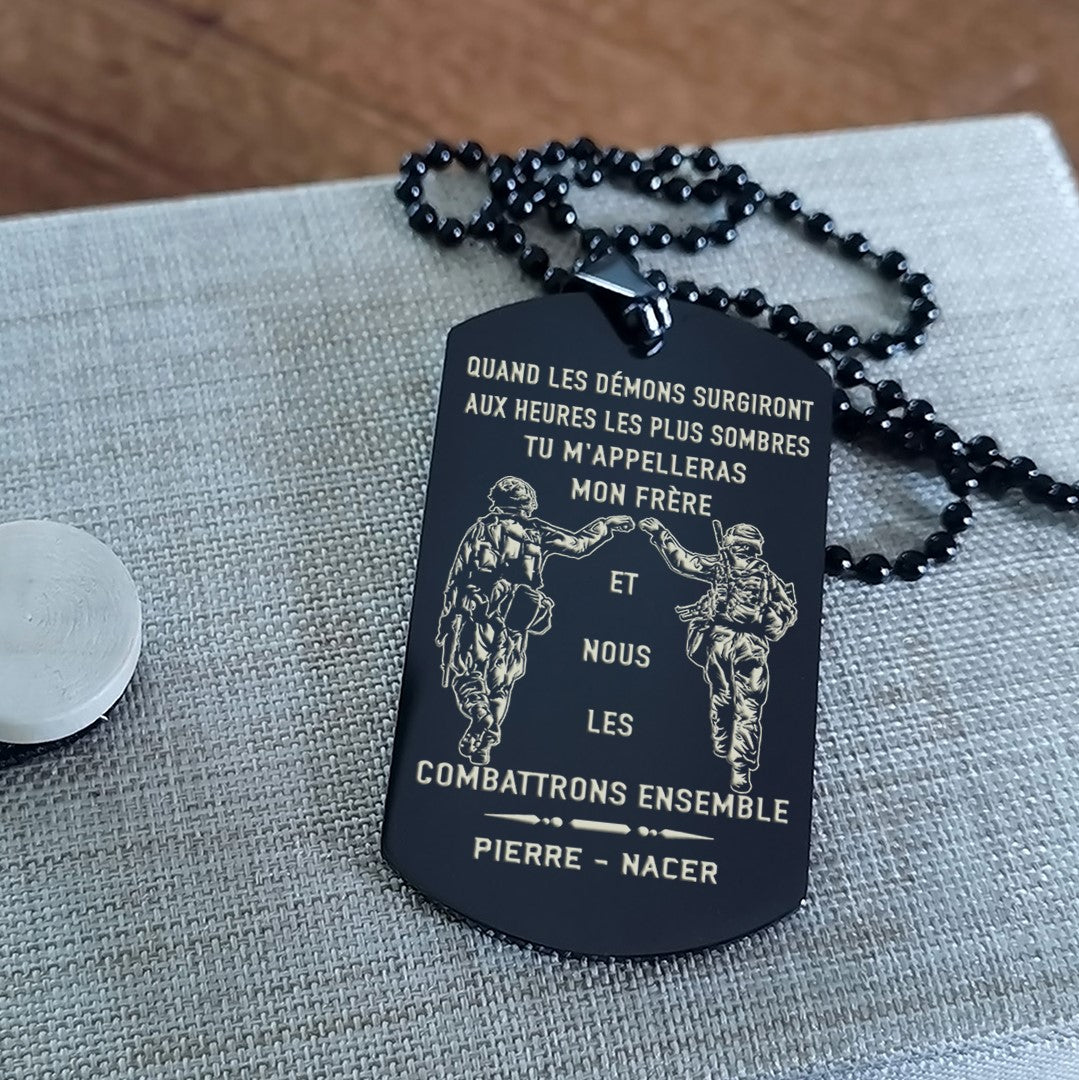 QUAND LES DÉMONS SURGIRONT
AUX HEURES LES PLUS SOMBRES
TU M'APPELLERAS
MON FRÈRE
ET
NOUS
LES
COMBATTRONS ENSEMBLE
PIERRE - NACER